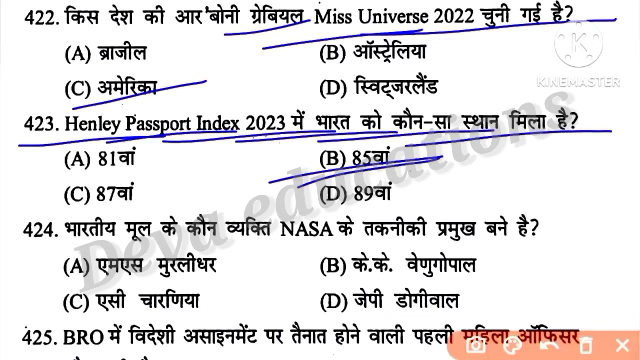 422. किस देश की आर'बोनी ग्रेबियल Miss Universe 2022 चुनी गई है?
(A) ब्राजील (B) ऑस्ट्रेलिया
(C) अमेरिका (D) स्विट्जरलैंड
423. Henley Passport Index 2023 में भारत को कौन-सा स्थान मिला है?
(A) 81वां (B) 85वां
(C) 87वां (D) 89वां
424. भारतीय मूल के कौन व्यक्ति NASA के तकनीकी प्रमुख बने है?
(A) एमएस मुरलीधर (B) के.के. वेणुगोपाल
(C) एसी चारणिया (D) जेपी डोगीवाल
425. BRO में विदेशी असाइनमेंट पर तैनात होने वाली पहली महिला ऑफिसर
Deva educations
KINEMASTER